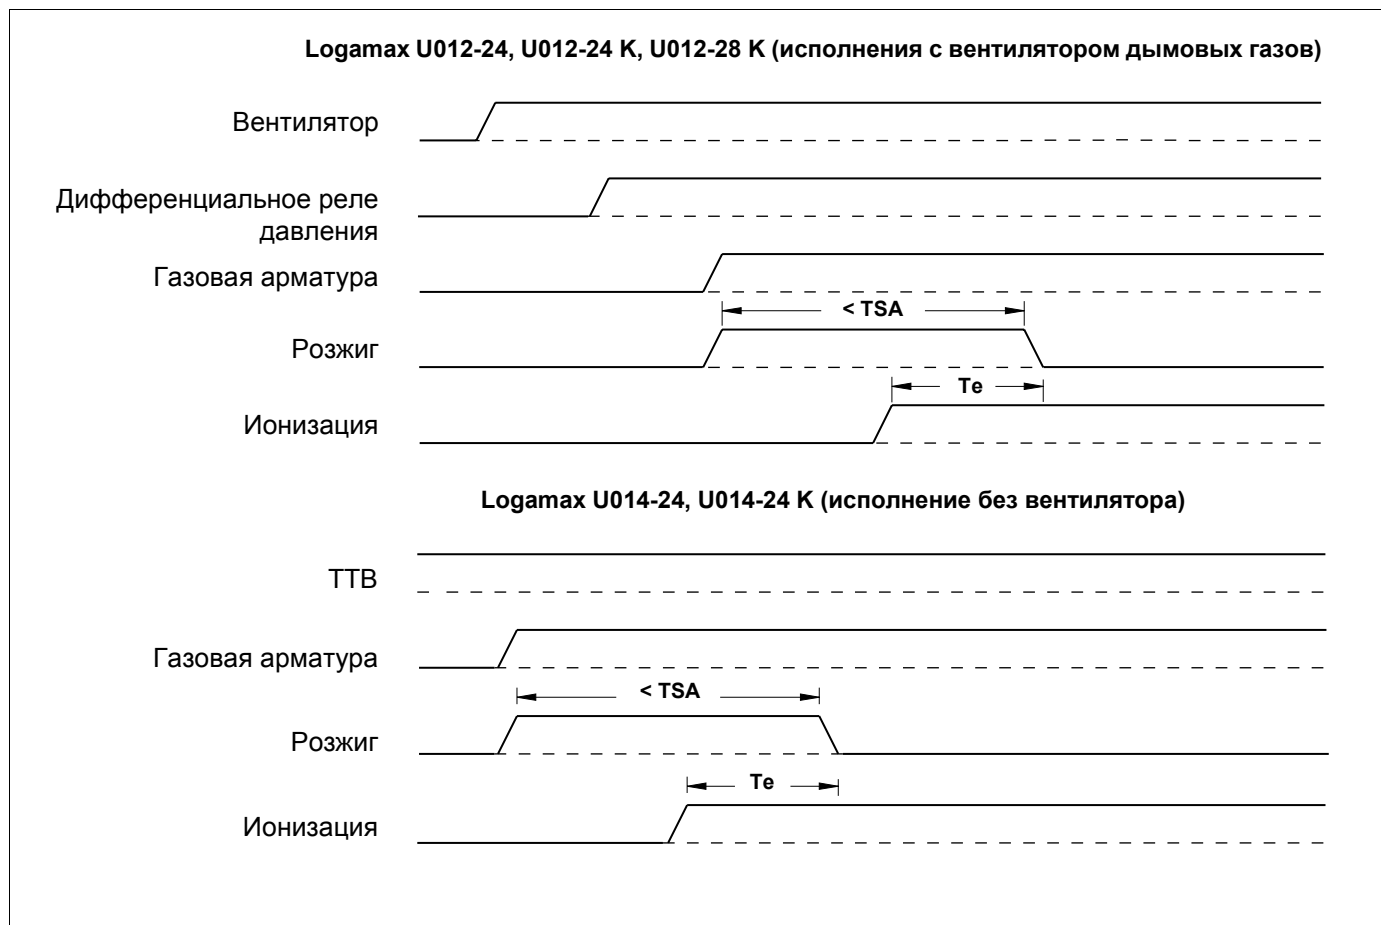 Logamax U012-24, U012-24 K, U012-28 K (исполнения с вентилятором дымовых газов)
Вентилятор
Дифференциальное реле
давления
Газовая арматура
< TSA
Розжиг
Te
Ионизация
Logamax U014-24, U014-24 K (исполнение без вентилятора)
ТТВ
Газовая арматура
< TSA
Розжиг
Te
Ионизация